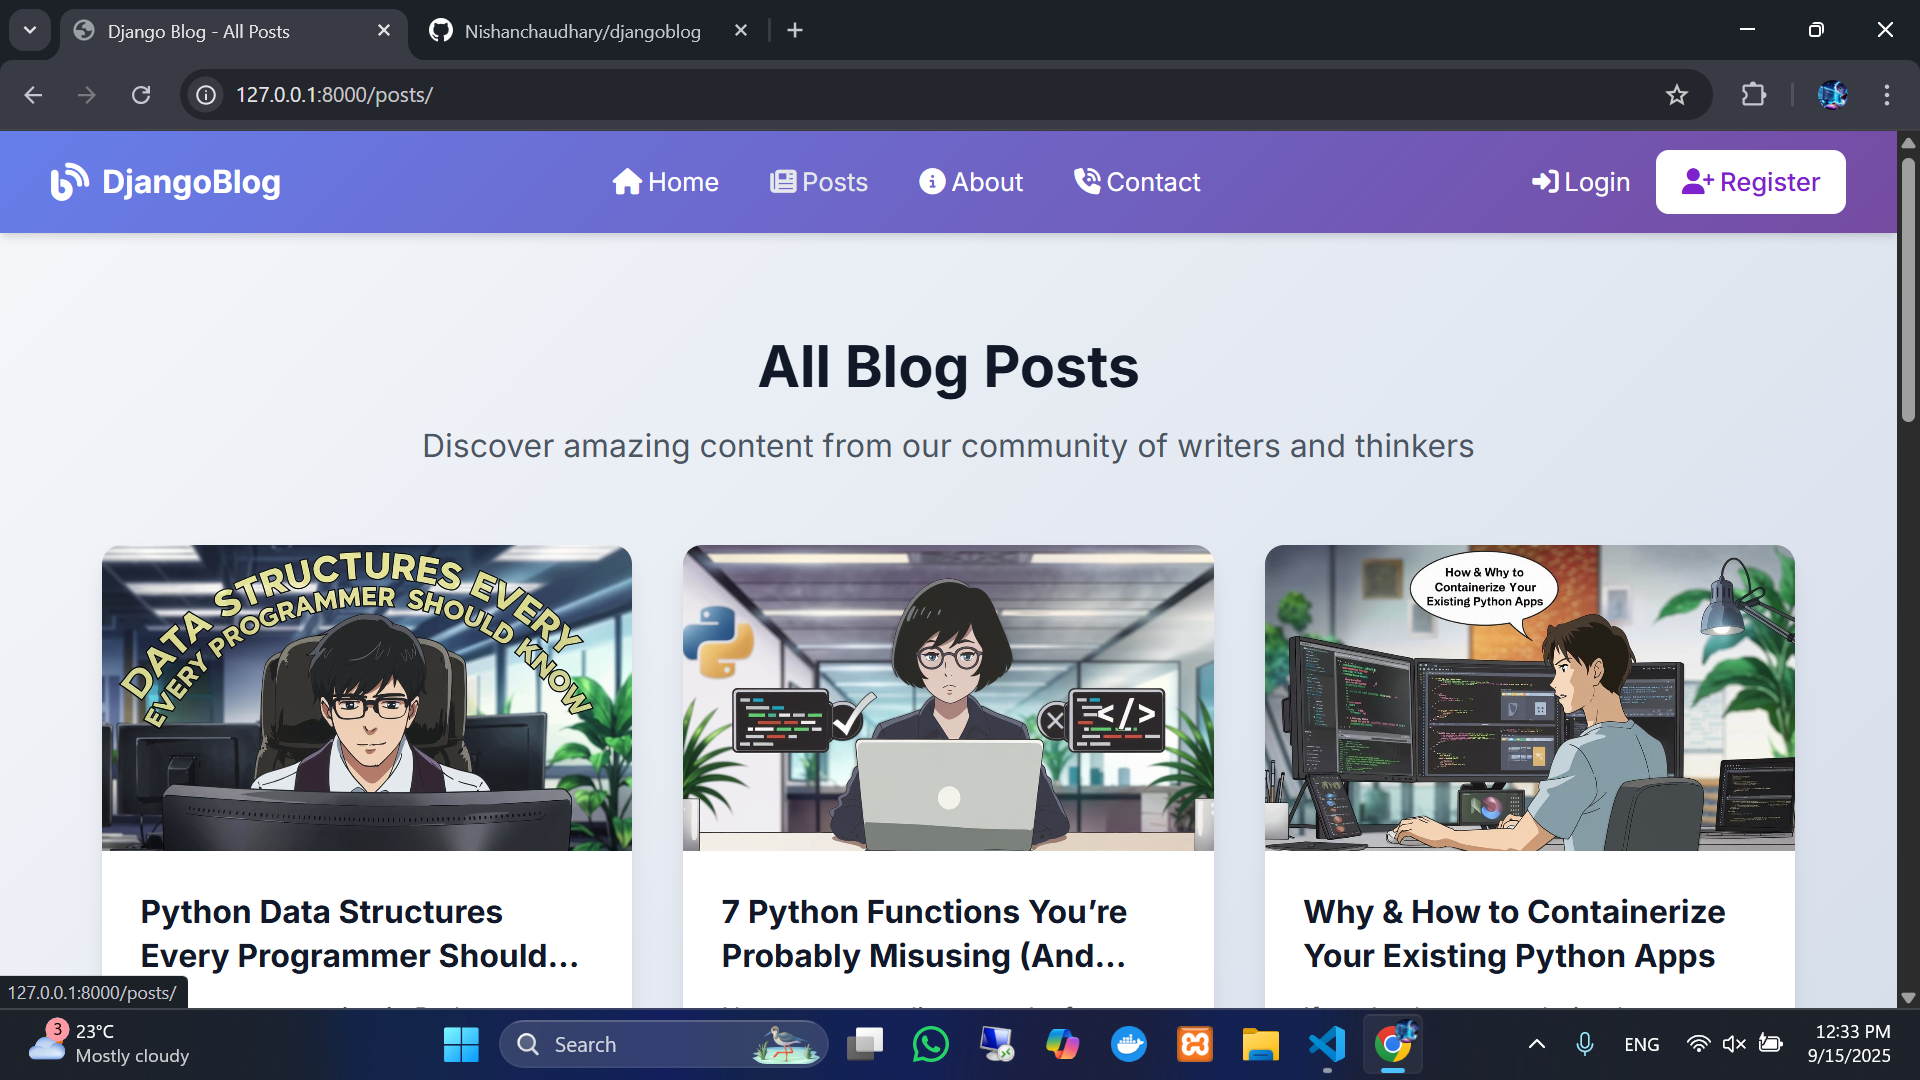 Django Blog - All Posts
Nishanchaudhary/djangoblog
127.0.0.1:8000/posts/
DjangoBlog
Home
Posts
About
Contact
Login
Register
All Blog Posts
Discover amazing content from our community of writers and thinkers
DATA STRUCTURES EVERY
EVERY PROGRAMMER SHOULD KNOW
</>
How & Why to
Containerize Your
Existing Python Apps
Python Data Structures
Every Programmer Should...
7 Python Functions You’re
Probably Misusing (And...
Why & How to Containerize
Your Existing Python Apps
127.0.0.1:8000/posts/
3
23°C
Mostly cloudy
Search
ENG
12:33 PM
9/15/2025